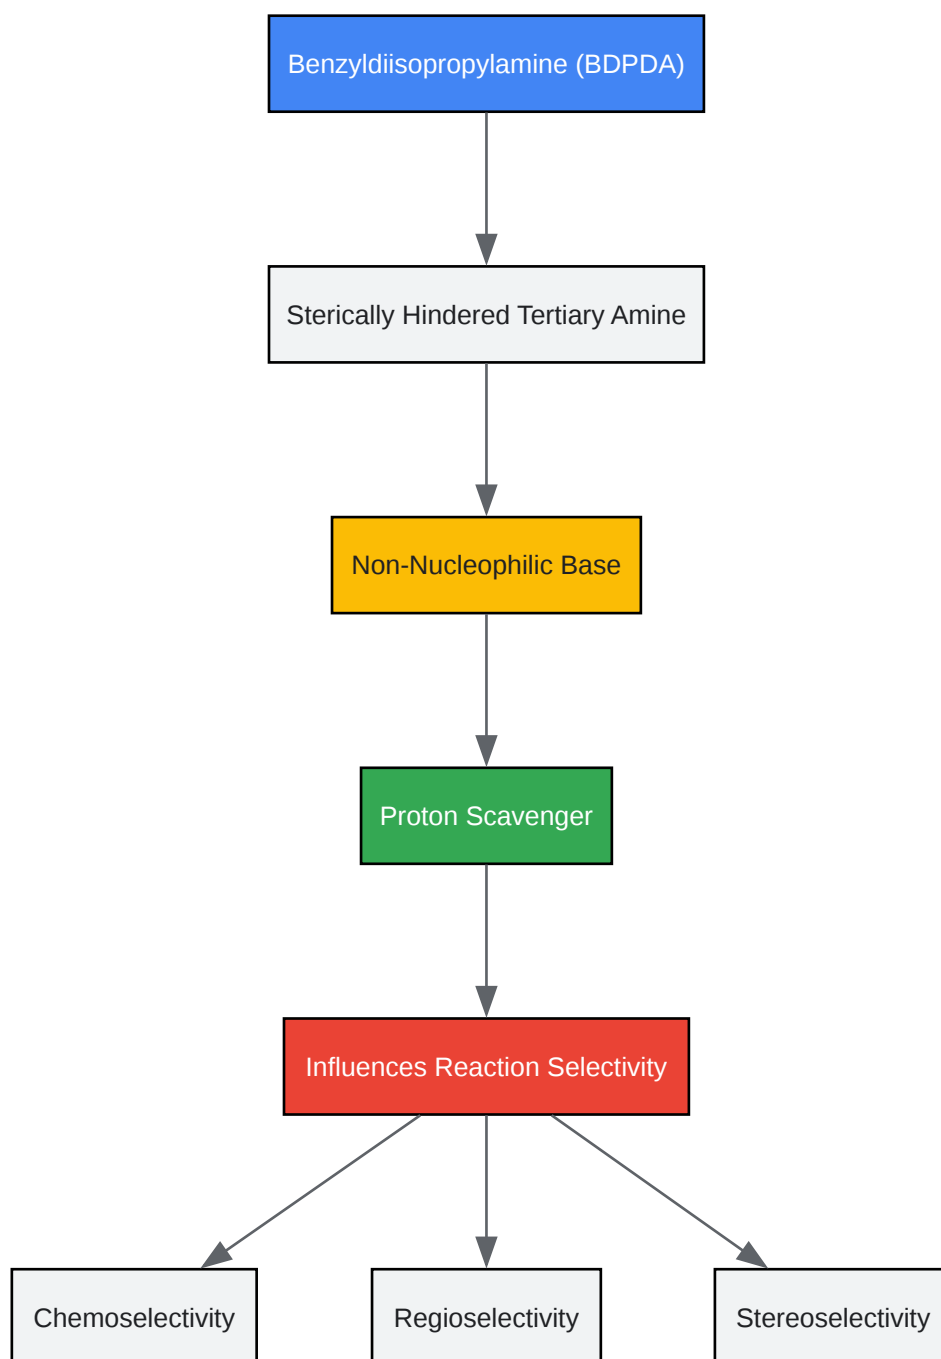 Benzyldiisopropylamine (BDPDA)
Sterically Hindered Tertiary Amine
Non-Nucleophilic Base
Proton Scavenger
Influences Reaction Selectivity
Chemoselectivity
Regioselectivity
Stereoselectivity